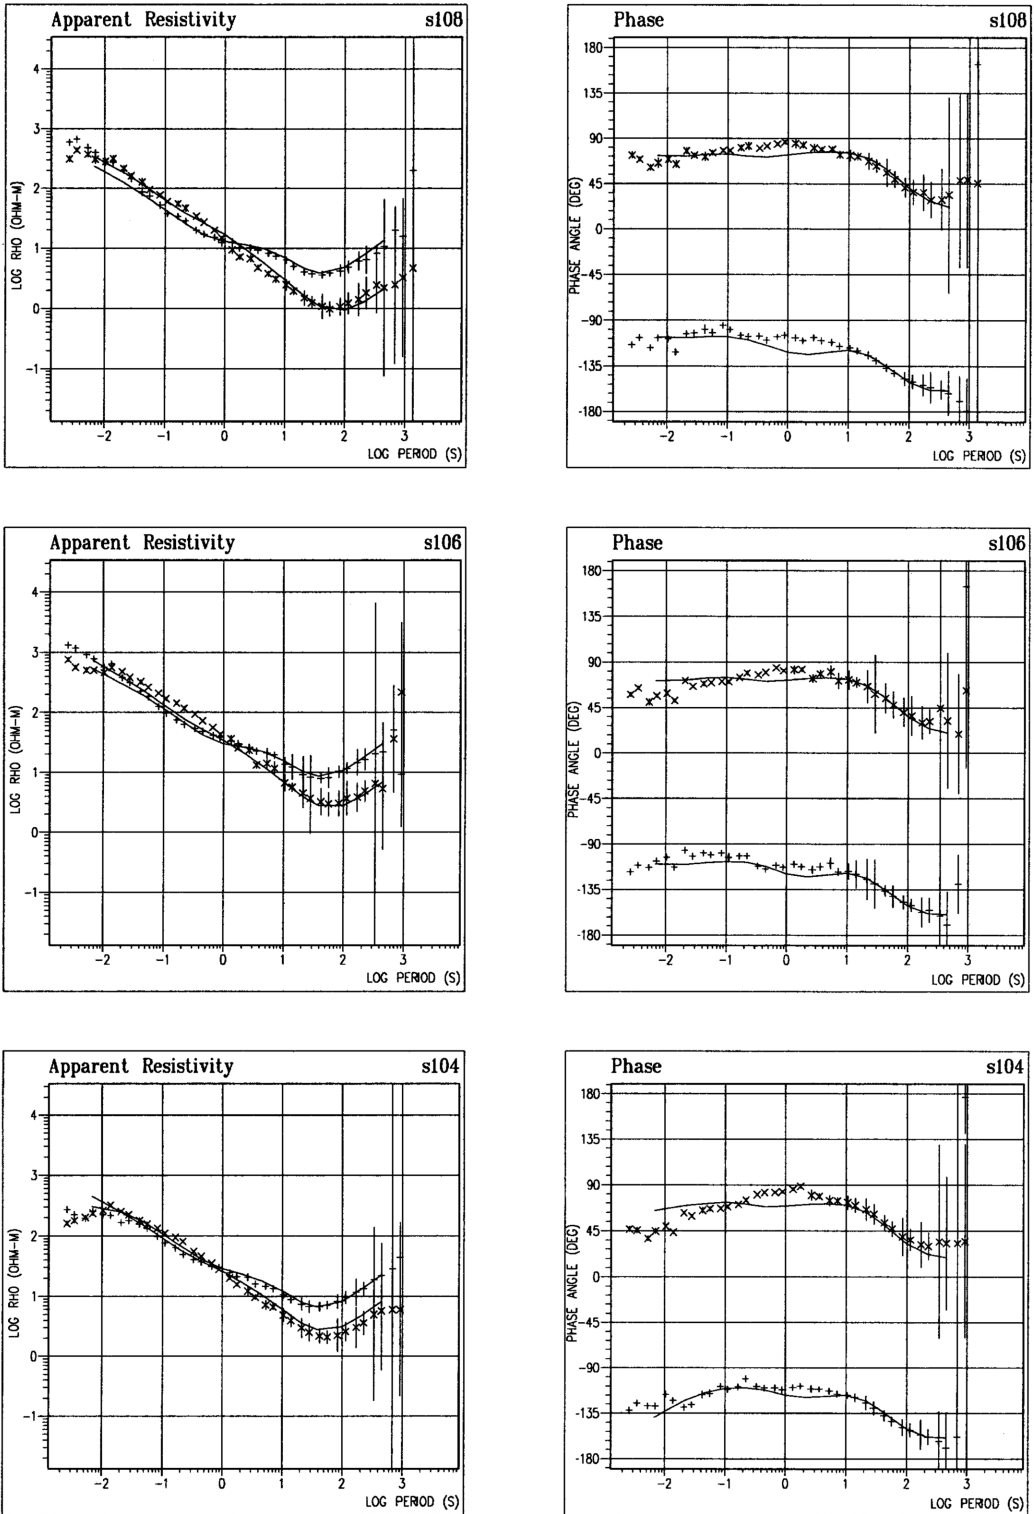 Apparent Resistivity s108
4
3
2
1
0
-1
LOG RHO (OHM-M)
-2 -1 0 1 2 3
LOG PERIOD (S)
Phase s108
180
135
90
45
0
-45
-90
-135
-180
PHASE ANGLE (DEG)
-2 -1 0 1 2 3
LOG PERIOD (S)
Apparent Resistivity s106
4
3
2
1
0
-1
LOG RHO (OHM-M)
-2 -1 0 1 2 3
LOG PERIOD (S)
Phase s106
180
135
90
45
0
-45
-90
-135
-180
PHASE ANGLE (DEG)
-2 -1 0 1 2 3
LOG PERIOD (S)
Apparent Resistivity s104
4
3
2
1
0
-1
LOG RHO (OHM-M)
-2 -1 0 1 2 3
LOG PERIOD (S)
Phase s104
180
135
90
45
0
-45
-90
-135
-180
PHASE ANGLE (DEG)
-2 -1 0 1 2 3
LOG PERIOD (S)